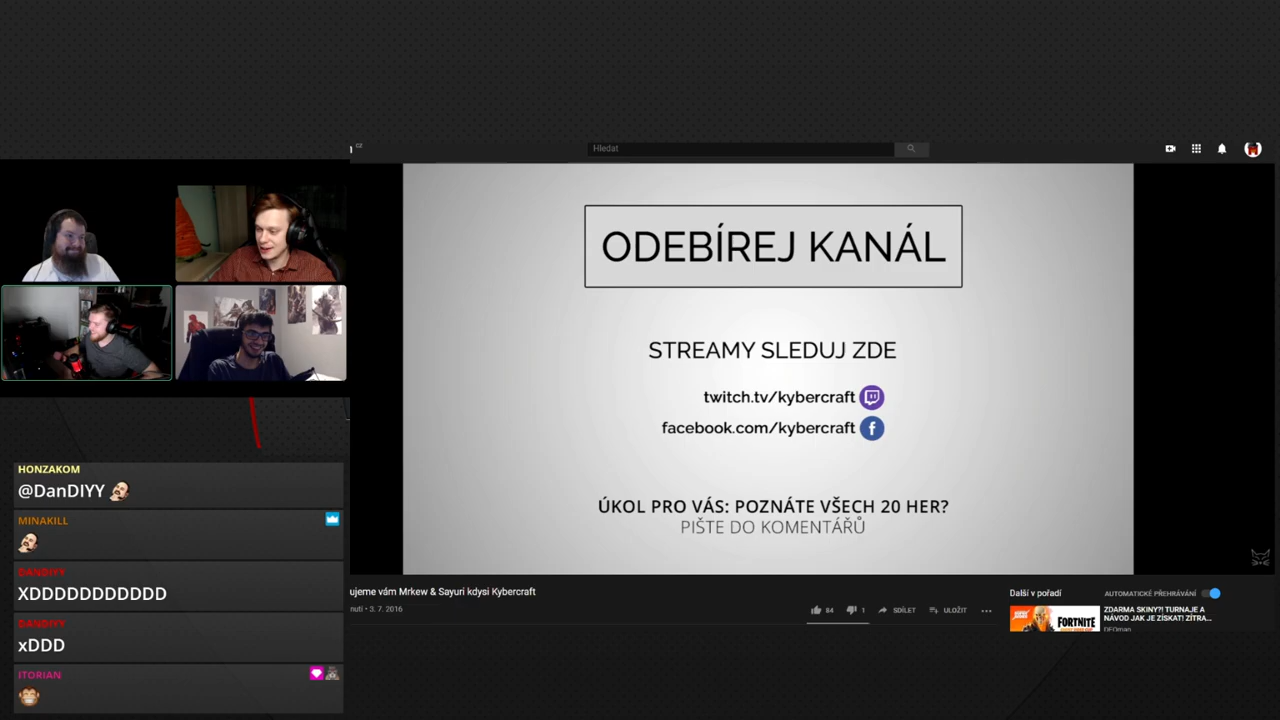 CZ
Hledat
ODEBÍREJ KANÁL
STREAMY SLEDUJ ZDE
twitch.tv/kybercraft
facebook.com/kybercraft
ÚKOL PRO VÁS: POZNÁTE VŠECH 20 HER?
PIŠTE DO KOMENTÁŘŮ
ujeme vám Mrkew & Sayuri kdysi Kybercraft
nutí • 3. 7. 2016
84
1
SDÍLET
ULOŽIT
Další v pořadí
AUTOMATICKÉ PŘEHRÁVÁNÍ
FORTNITE
ZDARMA SKINY?! TURNAJE A
NÁVOD JAK JE ZÍSKAT! ZÍTRA...
HONZAKOM
@DanDIYY
MINAKILL
DANDIYY
XDDDDDDDDDDD
DANDIYY
xDDD
ITORIAN